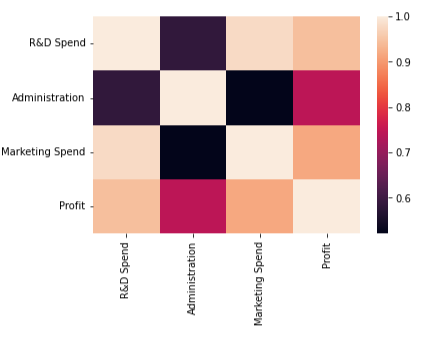 R&D Spend
Administration
Marketing Spend
Profit
R&D Spend
Administration
Marketing Spend
Profit
1.0
0.9
0.8
0.7
0.6